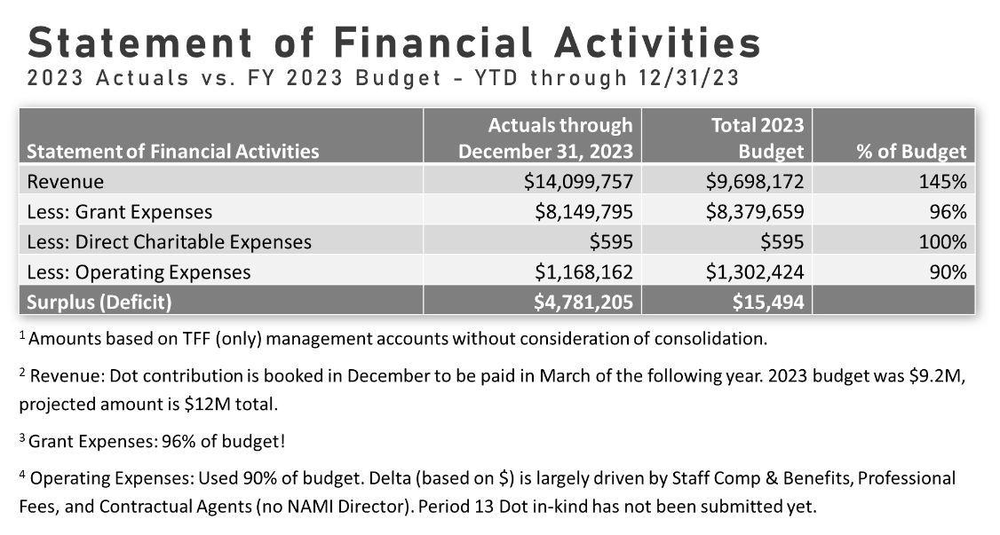 Statement of Financial Activities
2023 Actuals vs. FY 2023 Budget - YTD through 12/31/23
Statement of Financial Activities Actuals through December 31, 2023 Total 2023 Budget % of Budget
Revenue $14,099,757 $9,698,172 145%
Less: Grant Expenses $8,149,795 $8,379,659 96%
Less: Direct Charitable Expenses $595 $595 100%
Less: Operating Expenses $1,168,162 $1,302,424 90%
Surplus (Deficit) $4,781,205 $15,494
1 Amounts based on TFF (only) management accounts without consideration of consolidation.
2 Revenue: Dot contribution is booked in December to be paid in March of the following year. 2023 budget was $9.2M,
projected amount is $12M total.
3 Grant Expenses: 96% of budget!
4 Operating Expenses: Used 90% of budget. Delta (based on $) is largely driven by Staff Comp & Benefits, Professional
Fees, and Contractual Agents (no NAMI Director). Period 13 Dot in-kind has not been submitted yet.